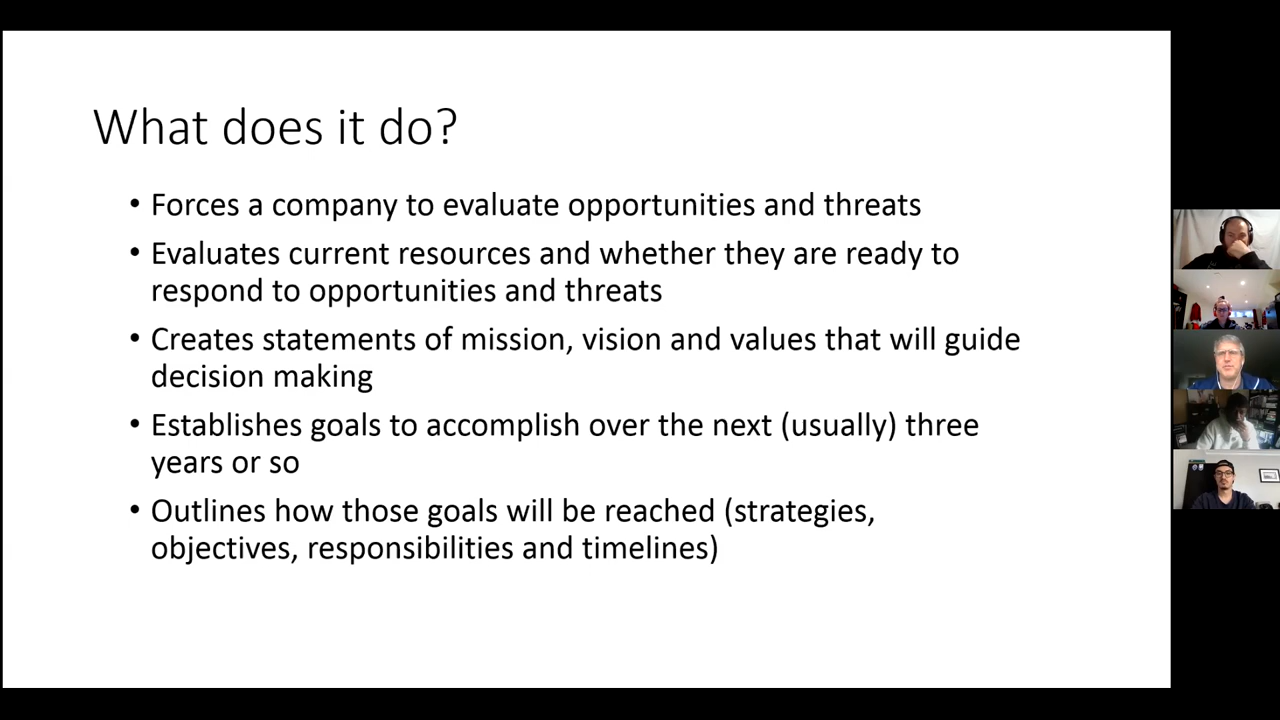 What does it do?
• Forces a company to evaluate opportunities and threats
• Evaluates current resources and whether they are ready to
respond to opportunities and threats
• Creates statements of mission, vision and values that will guide
decision making
• Establishes goals to accomplish over the next (usually) three
years or so
• Outlines how those goals will be reached (strategies,
objectives, responsibilities and timelines)